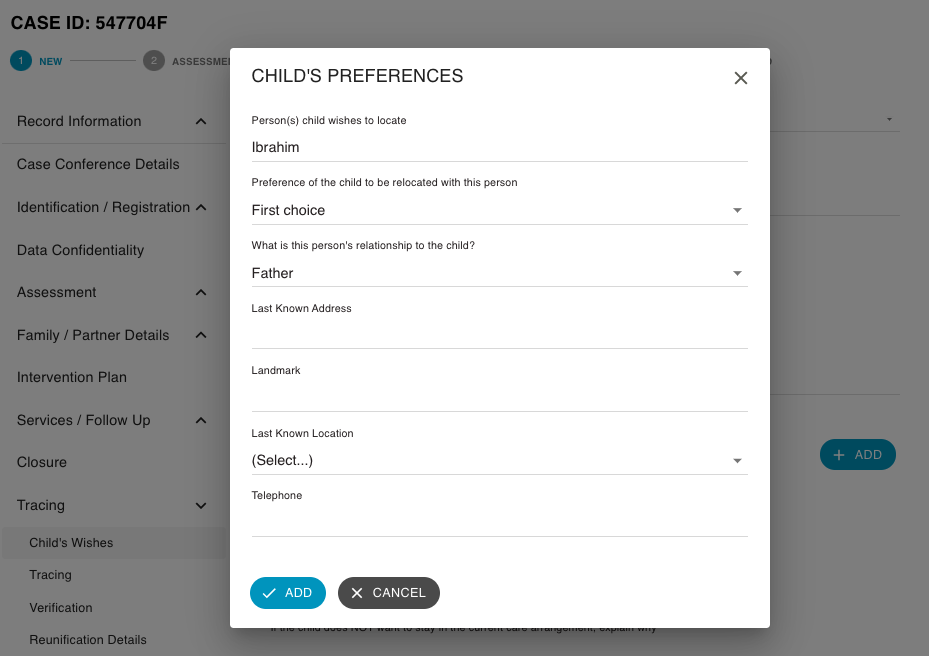 CASE ID: 547704F
1 NEW 2 ASSESSME
Record Information
Case Conference Details
Identification / Registration
Data Confidentiality
Assessment
Family / Partner Details
Intervention Plan
Services / Follow Up
Closure
Tracing
Child's Wishes
Tracing
Verification
Reunification Details
CHILD'S PREFERENCES
Person(s) child wishes to locate
Ibrahim
Preference of the child to be relocated with this person
First choice
What is this person's relationship to the child?
Father
Last Known Address
Landmark
Last Known Location
(Select...)
Telephone
ADD CANCEL
+ ADD
If the child does NOT want to stay in the current care arrangement, explain why